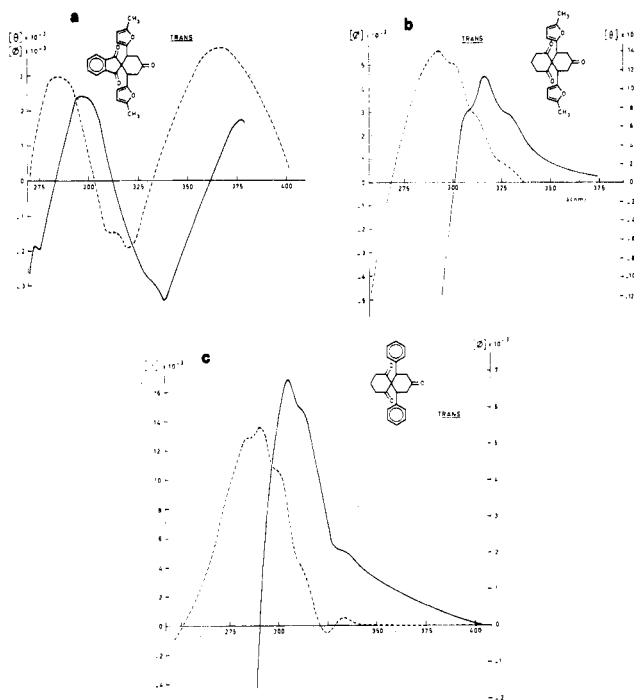 a
CH₃
[θ] × 10⁻³
[Ø] × 10⁻³
TRANS
O
O
O
O
O
CH₃
2
1
0
.1
.2
.3
275
300
325
350
375
400
b
CH₃
[Ø] × 10⁻³
TRANS
O
O
O
O
O
CH₃
6
5
4
3
2
1
0
.1
.2
.3
.4
.5
275
300
325
350
375
λ(nm)
14
12
10
8
6
4
2
0
.2
.4
.6
.8
.10
.12
c
× 10⁻³
[Ø] × 10⁻³
O
TRANS
16
14
12
10
8
6
4
2
0
.2
.4
275
300
325
350
375
400
7
6
5
4
3
2
1
0
.1
.2